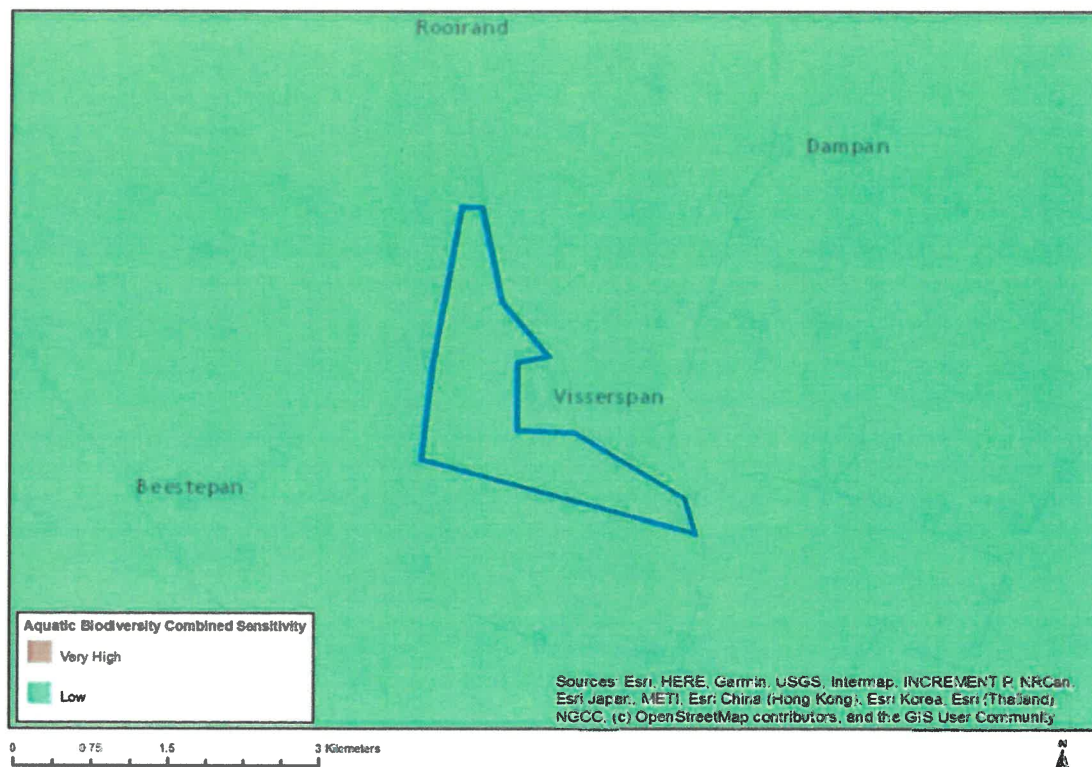 Rooirand
Dampan
Visserspan
Beestepan
Aquatic Biodiversity Combined Sensitivity
Very High
Low
Sources: Esri, HERE, Garmin, USGS, Intermap, INCREMENT P, NRCan,
Esri Japan, METI, Esri China (Hong Kong), Esri Korea, Esri (Thailand),
NGCC, (c) OpenStreetMap contributors, and the GIS User Community
0 0.75 1.5 3 Kilometers
N